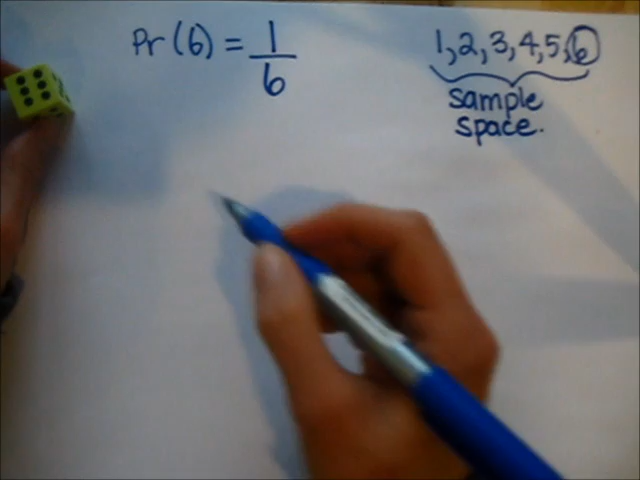 Pr (6) = 1/6
1, 2, 3, 4, 5, 6
sample
space.